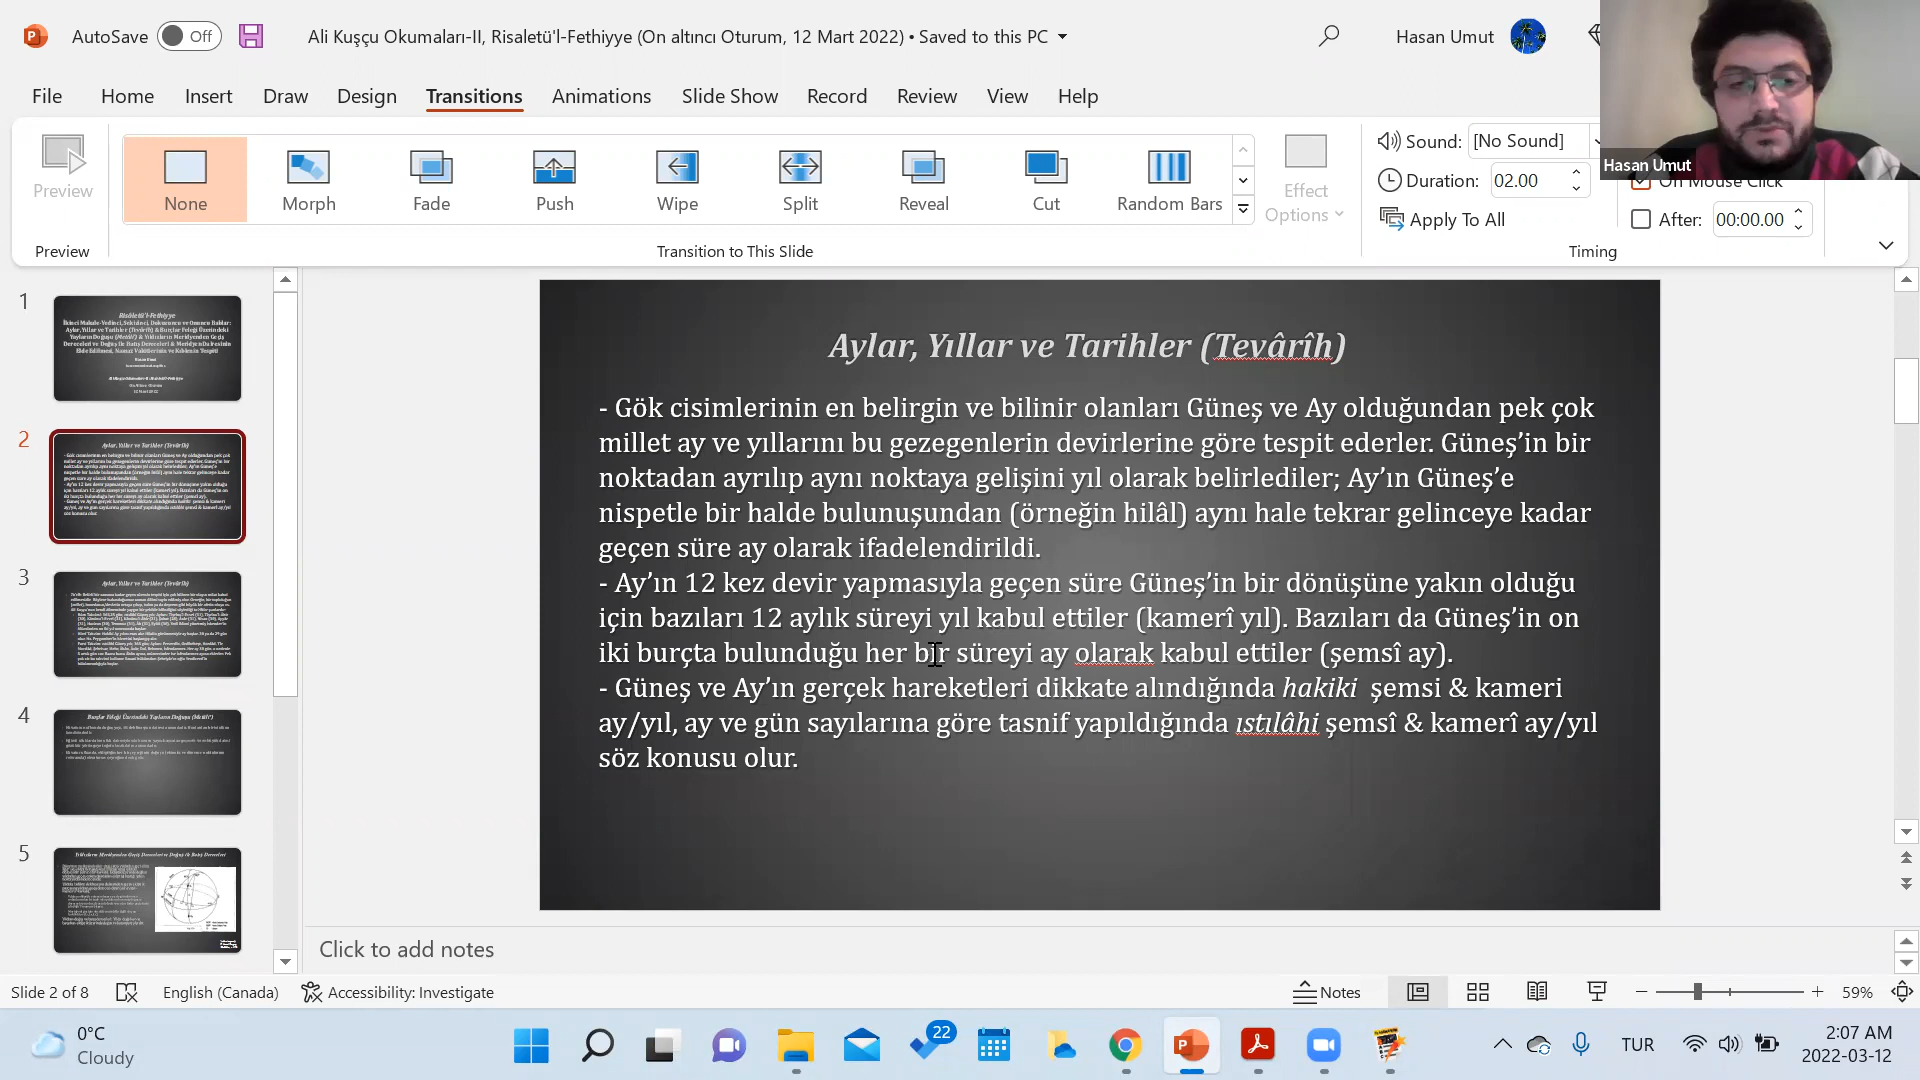 AutoSave Off Ali Kuşçu Okumaları-II, Risaletü'l-Fethiyye (On altıncı Oturum, 12 Mart 2022) • Saved to this PC Hasan Umut
File Home Insert Draw Design Transitions Animations Slide Show Record Review View Help
Preview
None Morph Fade Push Wipe Split Reveal Cut Random Bars
Effect Options
Sound: [No Sound]
Duration: 02.00
Apply To All
On Mouse Click
After: 00:00.00
Preview Transition to This Slide Timing
Hasan Umut
1
Risâletü'l-Fethiyye
2
Aylar, Yıllar ve Tarihler (Tevârîh)
3
Aylar, Yıllar ve Tarihler (Tevârîh)
4
5
Aylar, Yıllar ve Tarihler (Tevârîh)
- Gök cisimlerinin en belirgin ve bilinir olanları Güneş ve Ay olduğundan pek çok
millet ay ve yıllarını bu gezegenlerin devirlerine göre tespit ederler. Güneş’in bir
noktadan ayrılıp aynı noktaya gelişini yıl olarak belirlediler; Ay’ın Güneş’e
nispetle bir halde bulunuşundan (örneğin hilâl) aynı hale tekrar gelinceye kadar
geçen süre ay olarak ifadelendirildi.
- Ay’ın 12 kez devir yapmasıyla geçen süre Güneş’in bir dönüşüne yakın olduğu
için bazıları 12 aylık süreyi yıl kabul ettiler (kamerî yıl). Bazıları da Güneş’in on
iki burçta bulunduğu her bir süreyi ay olarak kabul ettiler (şemsî ay).
- Güneş ve Ay’ın gerçek hareketleri dikkate alındığında hakiki şemsi & kameri
ay/yıl, ay ve gün sayılarına göre tasnif yapıldığında ıstılâhi şemsî & kamerî ay/yıl
söz konusu olur.
Click to add notes
Slide 2 of 8 English (Canada) Accessibility: Investigate Notes 59%
0°C
Cloudy
22
TUR
2:07 AM
2022-03-12